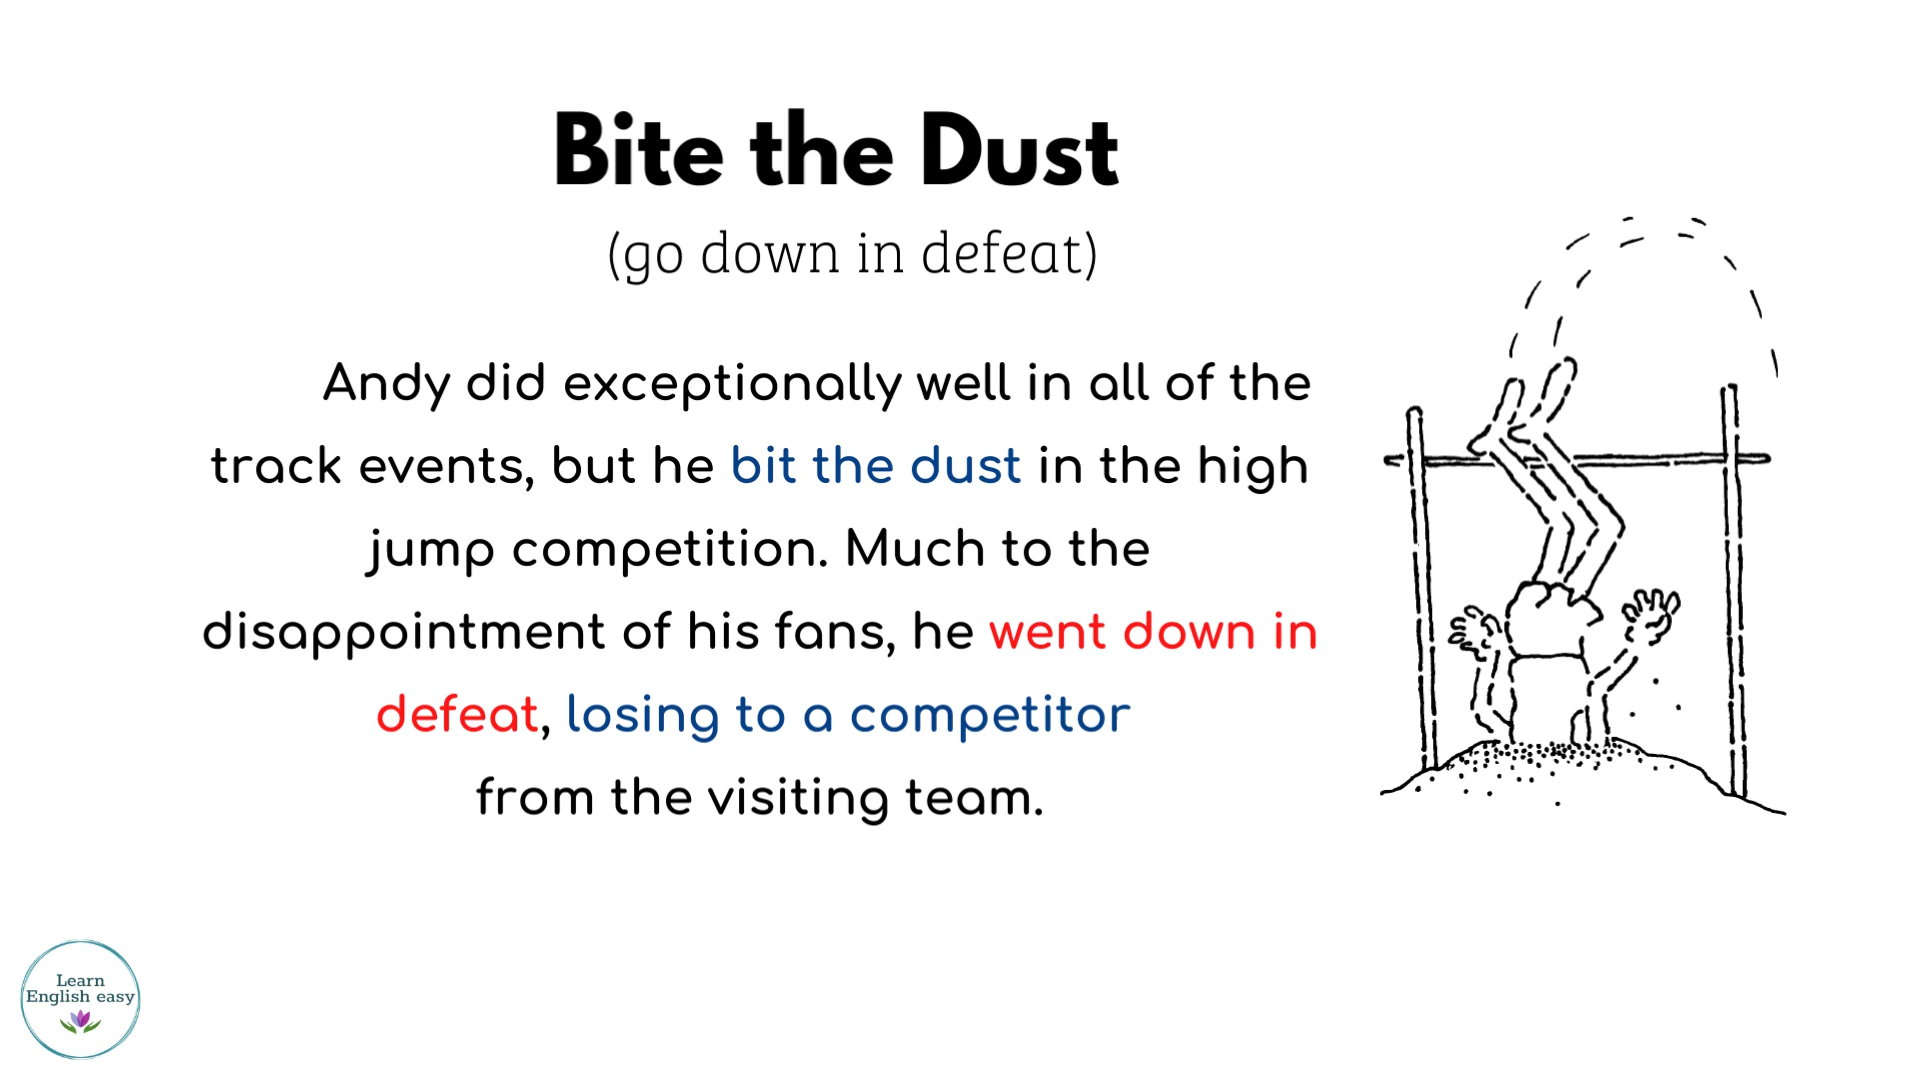 Bite the Dust
(go down in defeat)
Andy did exceptionally well in all of the
track events, but he bit the dust in the high
jump competition. Much to the
disappointment of his fans, he went down in
defeat, losing to a competitor
from the visiting team.
Learn
English easy